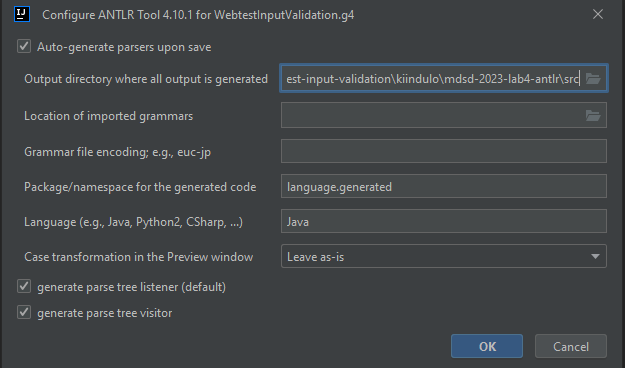 IJ
Configure ANTLR Tool 4.10.1 for WebtestInputValidation.g4
Auto-generate parsers upon save
Output directory where all output is generated est-input-validation\kiindulo\mdsd-2023-lab4-antlr\src
Location of imported grammars
Grammar file encoding; e.g., euc-jp
Package/namespace for the generated code language.generated
Language (e.g., Java, Python2, CSharp, ...) Java
Case transformation in the Preview window Leave as-is
generate parse tree listener (default)
generate parse tree visitor
OK Cancel